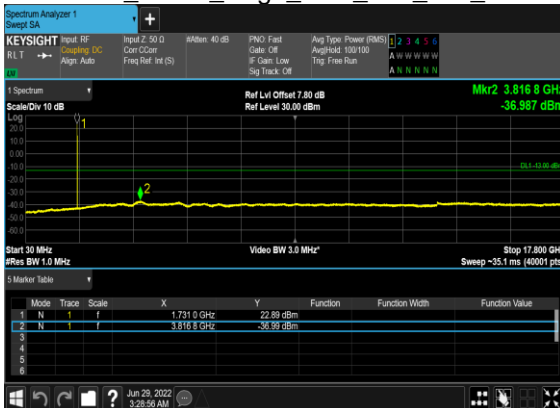 Spectrum Analyzer 1
Swept SA
KEYSIGHT Input: RF Input Z: 50 Ω #Atten: 40 dB PNO: Fast Avg Type: Power (RMS) 1 2 3 4 5 6
RLT Coupling: DC Corr CCorr Gate: Off Avg|Hold: 100/100 A W W W W W
Align: Auto Freq Ref: Int (S) IF Gain: Low Trig: Free Run
LXI Sig Track: Off A N N N N N
1 Spectrum
Ref Lvl Offset 7.80 dB Mkr2 3.816 8 GHz
Scale/Div 10 dB Ref Level 30.00 dBm -36.987 dBm
Log
20.0 1
10.0
0.00
-10.0 DL1 -13.00 dBm
-20.0
-30.0 2
-40.0
-50.0
-60.0
Start 30 MHz Video BW 3.0 MHz* Stop 17.800 GHz
#Res BW 1.0 MHz Sweep ~35.1 ms (40001 pts)
5 Marker Table
Mode Trace Scale X Y Function Function Width Function Value
1 N 1 f 1.731 0 GHz 22.89 dBm
2 N 1 f 3.816 8 GHz -36.99 dBm
3
4
5
6
? Jun 29, 2022
3:28:56 AM